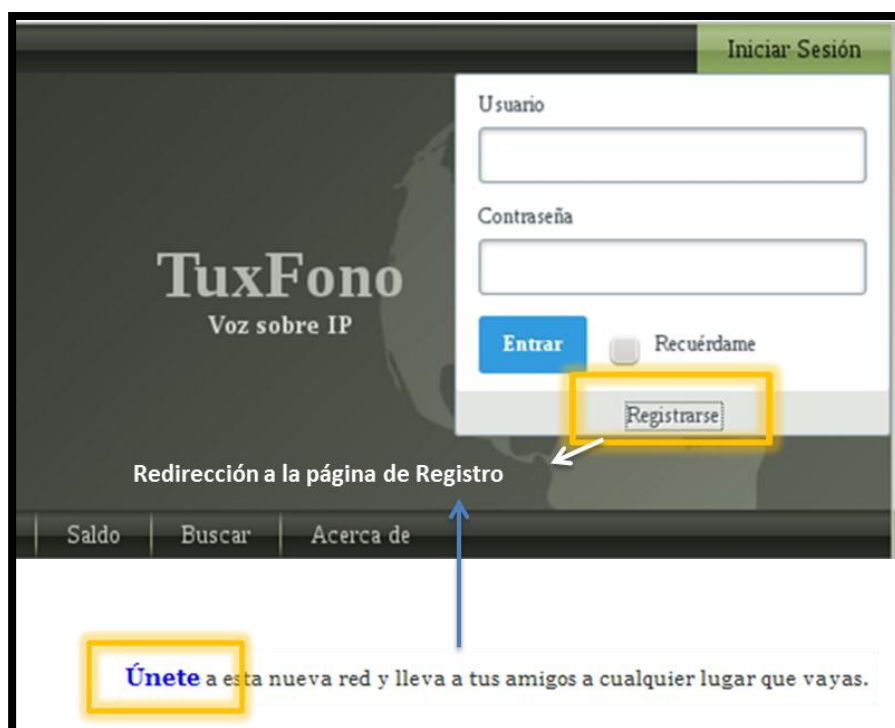 Iniciar Sesión
Usuario
Contraseña
TuxFono
Voz sobre IP
Entrar
Recuérdame
Registrarse
Redirección a la página de Registro
Saldo
Buscar
Acerca de
Únete a esta nueva red y lleva a tus amigos a cualquier lugar que vayas.